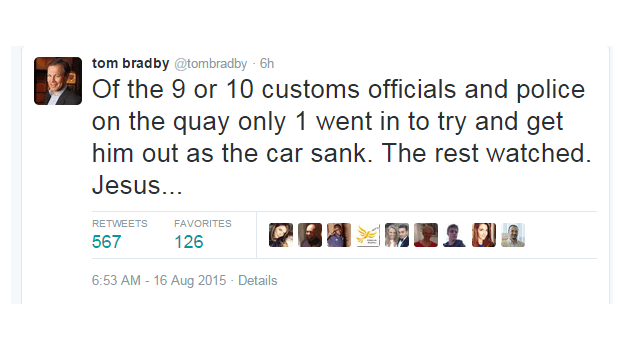 tom bradby @tombradby · 6h
Of the 9 or 10 customs officials and police
on the quay only 1 went in to try and get
him out as the car sank. The rest watched.
Jesus...
RETWEETS FAVORITES
567 126
6:53 AM - 16 Aug 2015 · Details